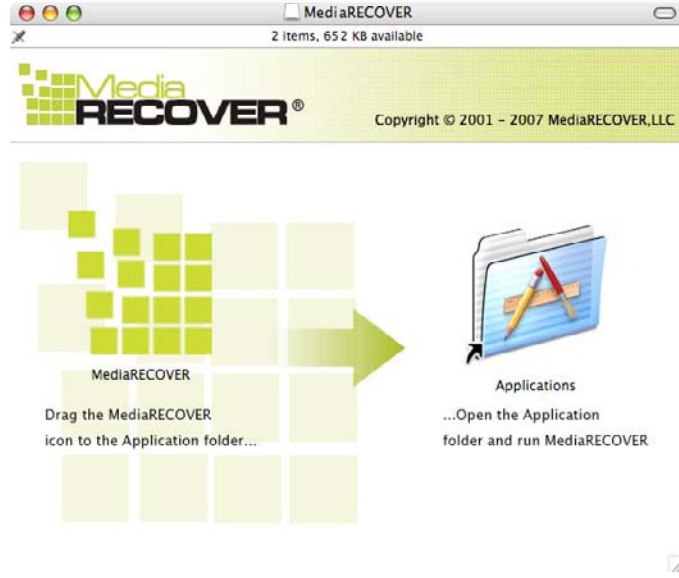 MediaRECOVER
2 items, 652 KB available
Media
RECOVER®
Copyright © 2001 - 2007 MediaRECOVER,LLC
MediaRECOVER
Drag the MediaRECOVER
icon to the Application folder...
Applications
...Open the Application
folder and run MediaRECOVER